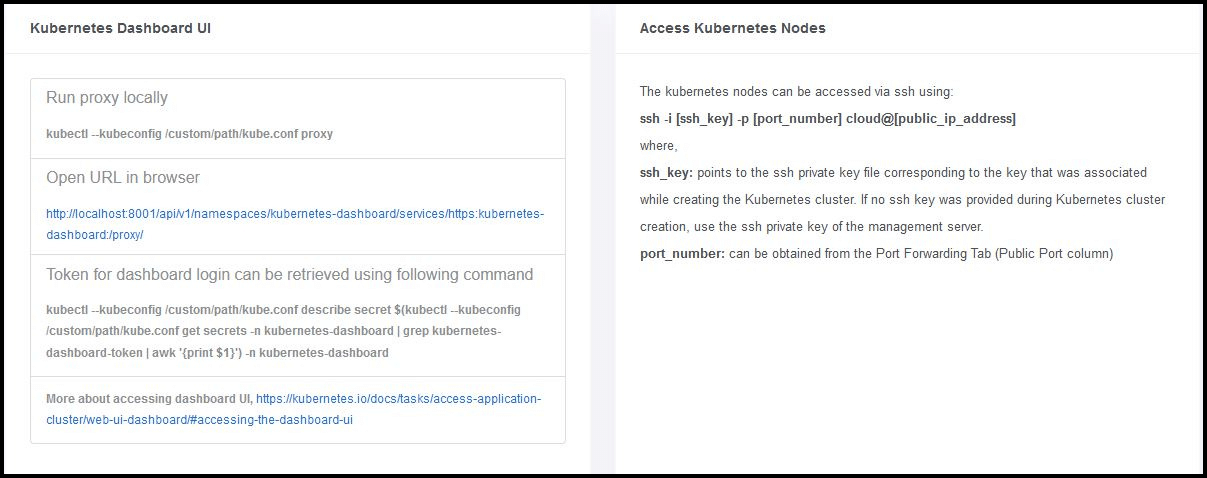 Kubernetes Dashboard UI
Run proxy locally
kubectl --kubeconfig /custom/path/kube.conf proxy
Open URL in browser
http://localhost:8001/api/v1/namespaces/kubernetes-dashboard/services/https:kubernetes-
dashboard:/proxy/
Token for dashboard login can be retrieved using following command
kubectl --kubeconfig /custom/path/kube.conf describe secret $(kubectl --kubeconfig
/custom/path/kube.conf get secrets -n kubernetes-dashboard | grep kubernetes-
dashboard-token | awk '{print $1}') -n kubernetes-dashboard
More about accessing dashboard UI, https://kubernetes.io/docs/tasks/access-application-
cluster/web-ui-dashboard/#accessing-the-dashboard-ui
Access Kubernetes Nodes
The kubernetes nodes can be accessed via ssh using:
ssh -i [ssh_key] -p [port_number] cloud@[public_ip_address]
where,
ssh_key: points to the ssh private key file corresponding to the key that was associated
while creating the Kubernetes cluster. If no ssh key was provided during Kubernetes cluster
creation, use the ssh private key of the management server.
port_number: can be obtained from the Port Forwarding Tab (Public Port column)